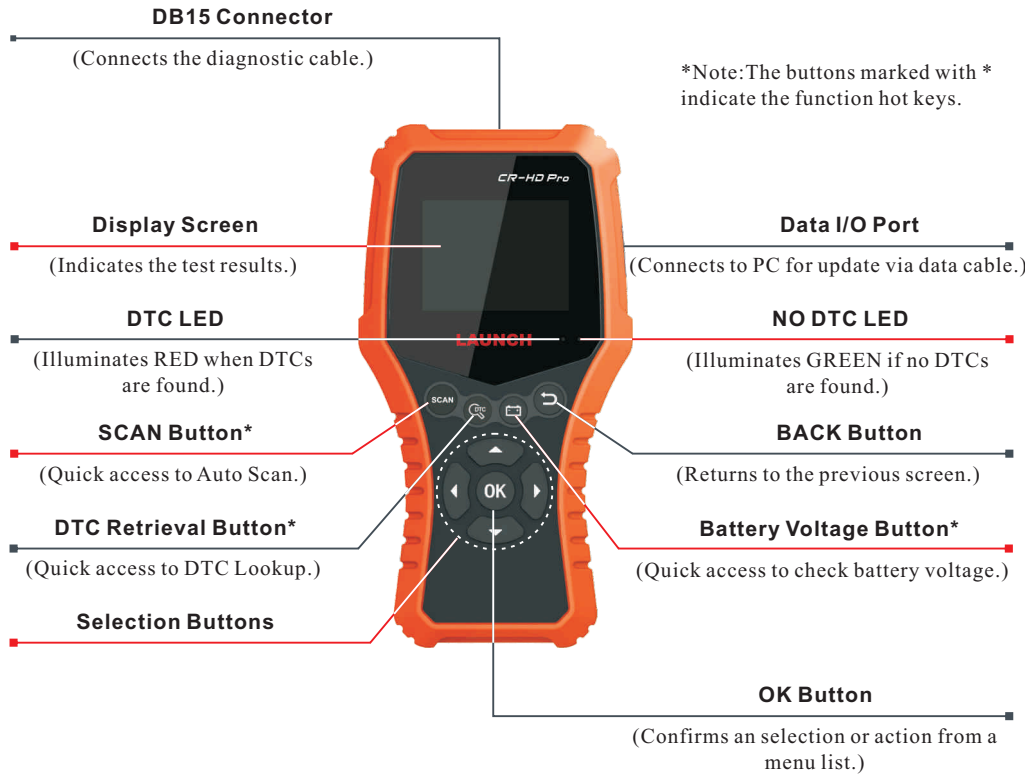 DB15 Connector
(Connects the diagnostic cable.)
*Note:The buttons marked with *
indicate the function hot keys.
CR-HD Pro
Display Screen
(Indicates the test results.)
Data I/O Port
(Connects to PC for update via data cable.)
DTC LED
(Illuminates RED when DTCs
are found.)
LAUNCH
NO DTC LED
(Illuminates GREEN if no DTCs
are found.)
SCAN
DTC
SCAN Button*
(Quick access to Auto Scan.)
BACK Button
(Returns to the previous screen.)
OK
DTC Retrieval Button*
(Quick access to DTC Lookup.)
Battery Voltage Button*
(Quick access to check battery voltage.)
Selection Buttons
OK Button
(Confirms an selection or action from a
menu list.)